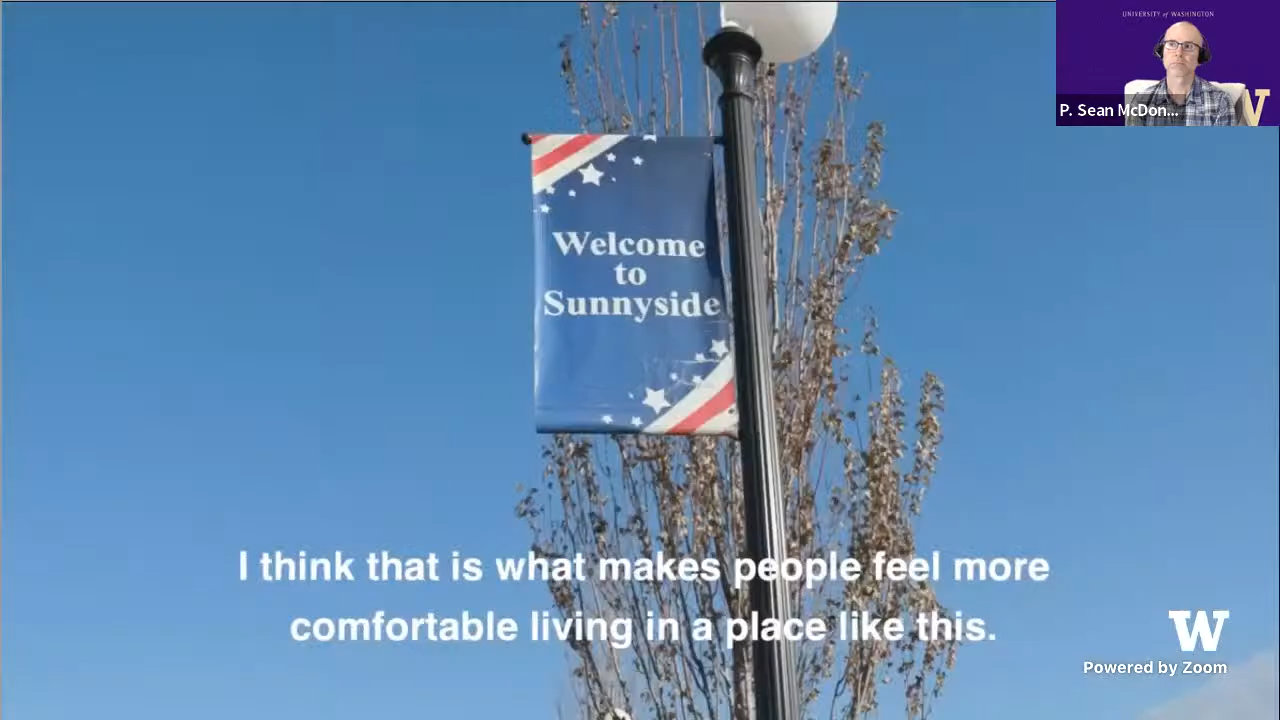 UNIVERSITY of WASHINGTON
W
P. Sean McDon...
Welcome
to
Sunnyside
I think that is what makes people feel more
comfortable living in a place like this.
W
Powered by Zoom